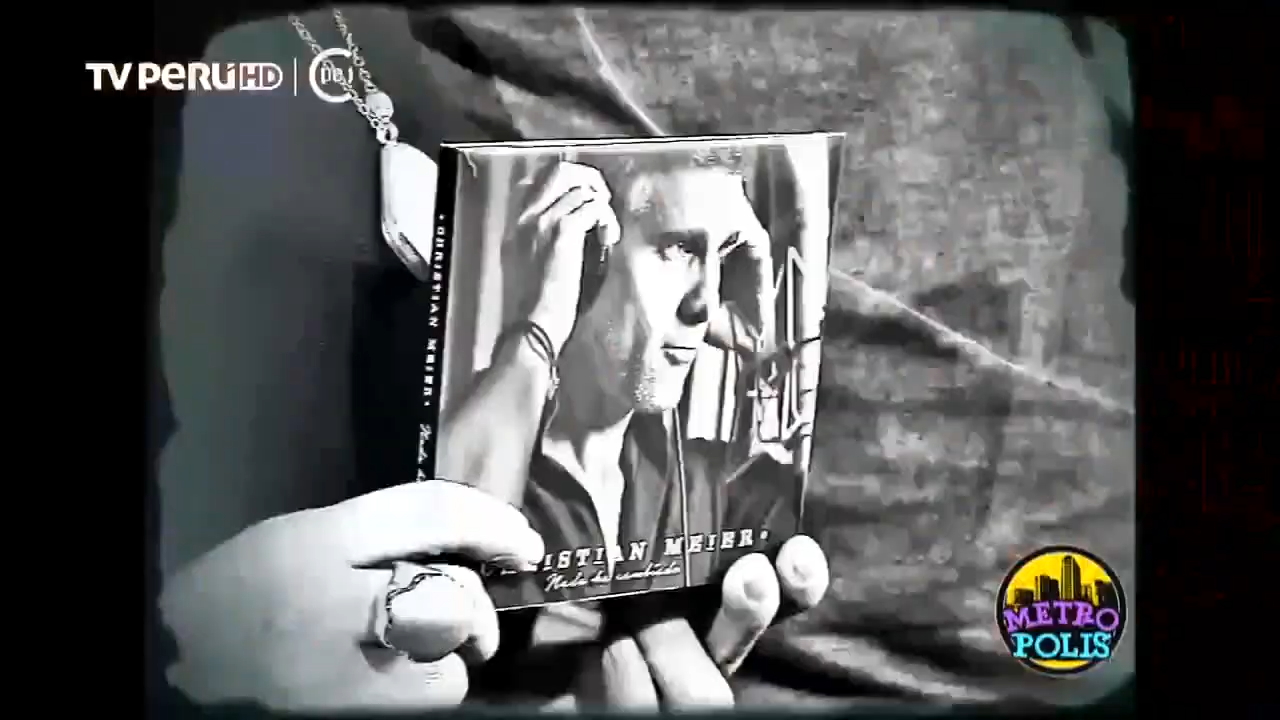 TV PERÚ HD
CHRISTIAN MEIER
ISTIAN MEIER
Nada ha cambiado
METRO
POLIS